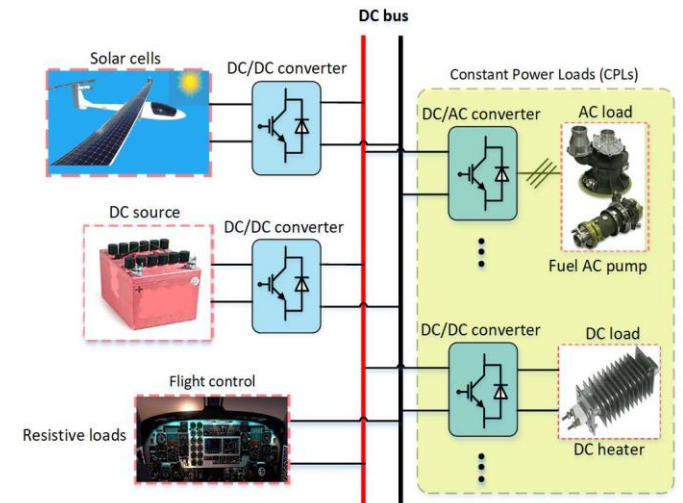 DC bus
Solar cells
DC/DC converter
Constant Power Loads (CPLs)
DC/AC converter
AC load
DC source
DC/DC converter
Fuel AC pump
DC/DC converter
DC load
Flight control
Resistive loads
DC heater